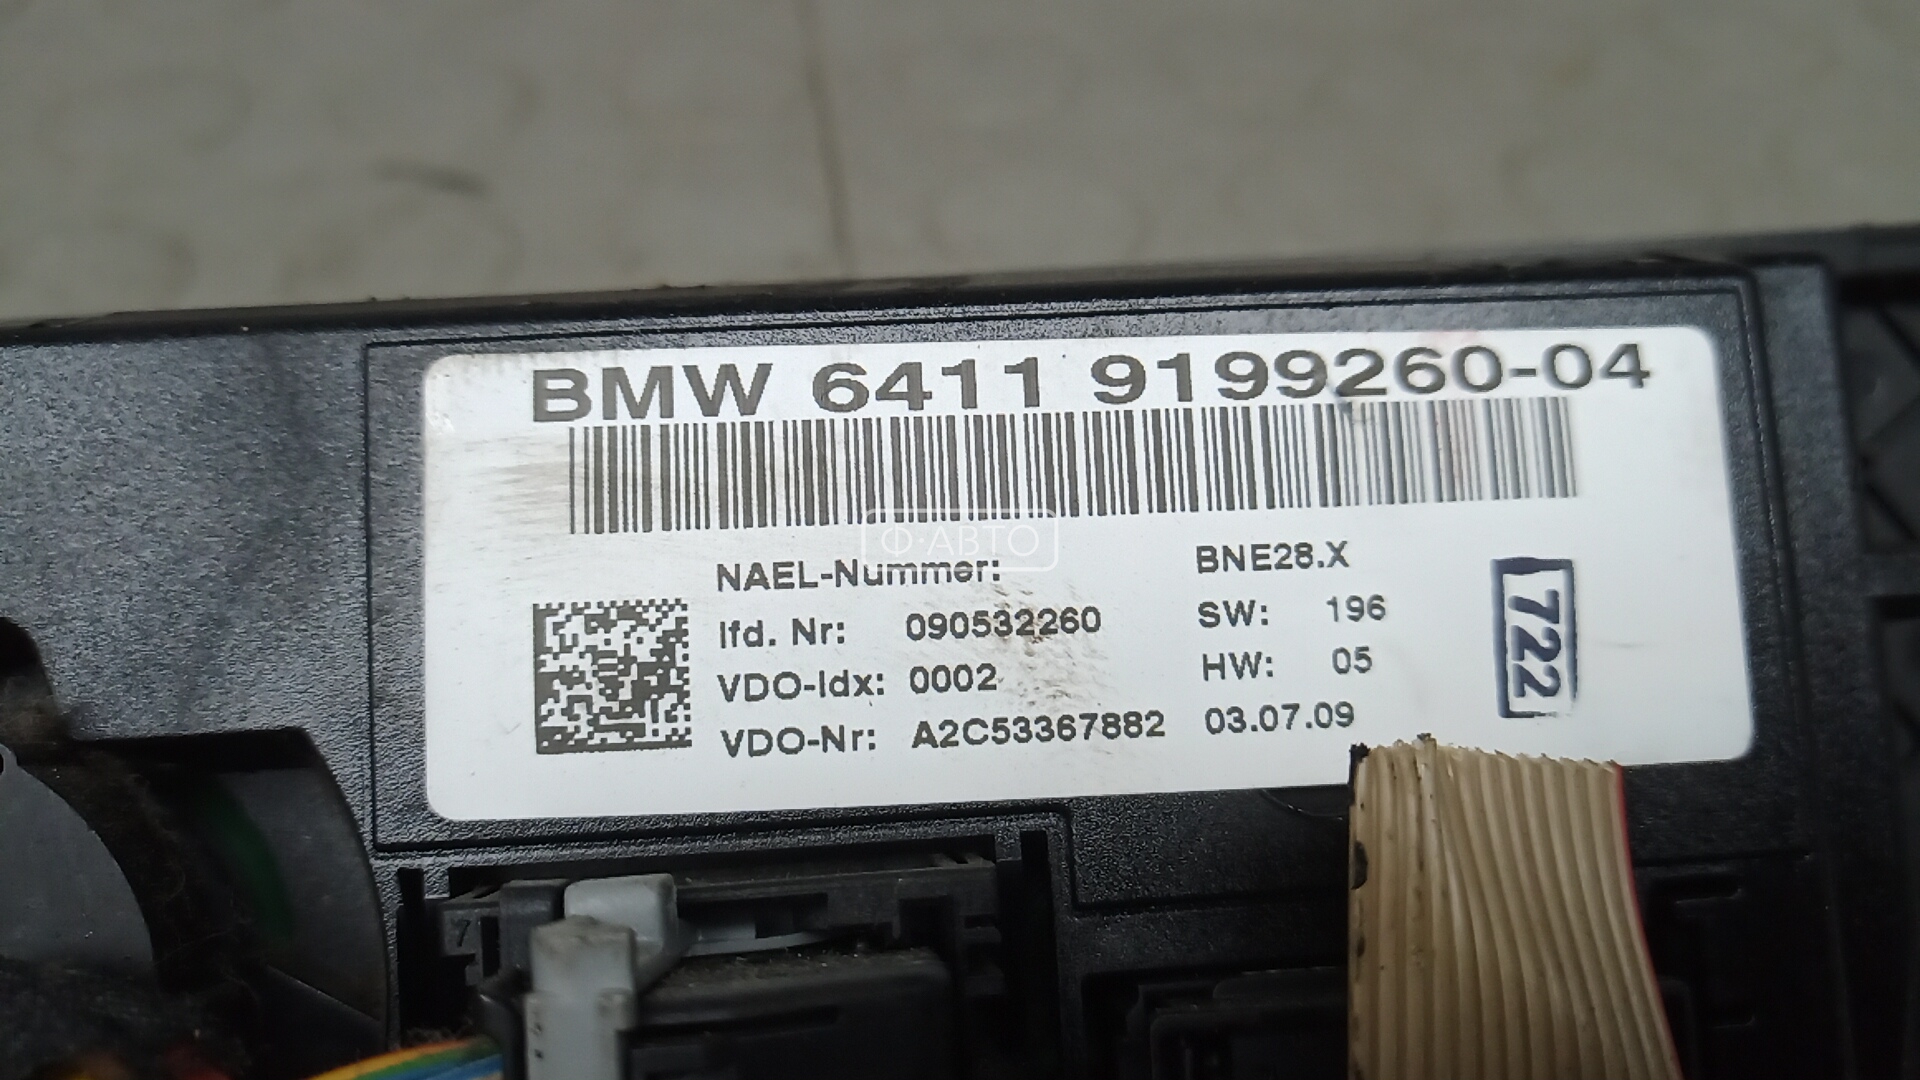 BMW 6411 9199260-04
Ф·АВТО
NAEL-Nummer: BNE28.X
lfd. Nr: 090532260 SW: 196
VDO-Idx: 0002 HW: 05
VDO-Nr: A2C53367882 03.07.09
722
7